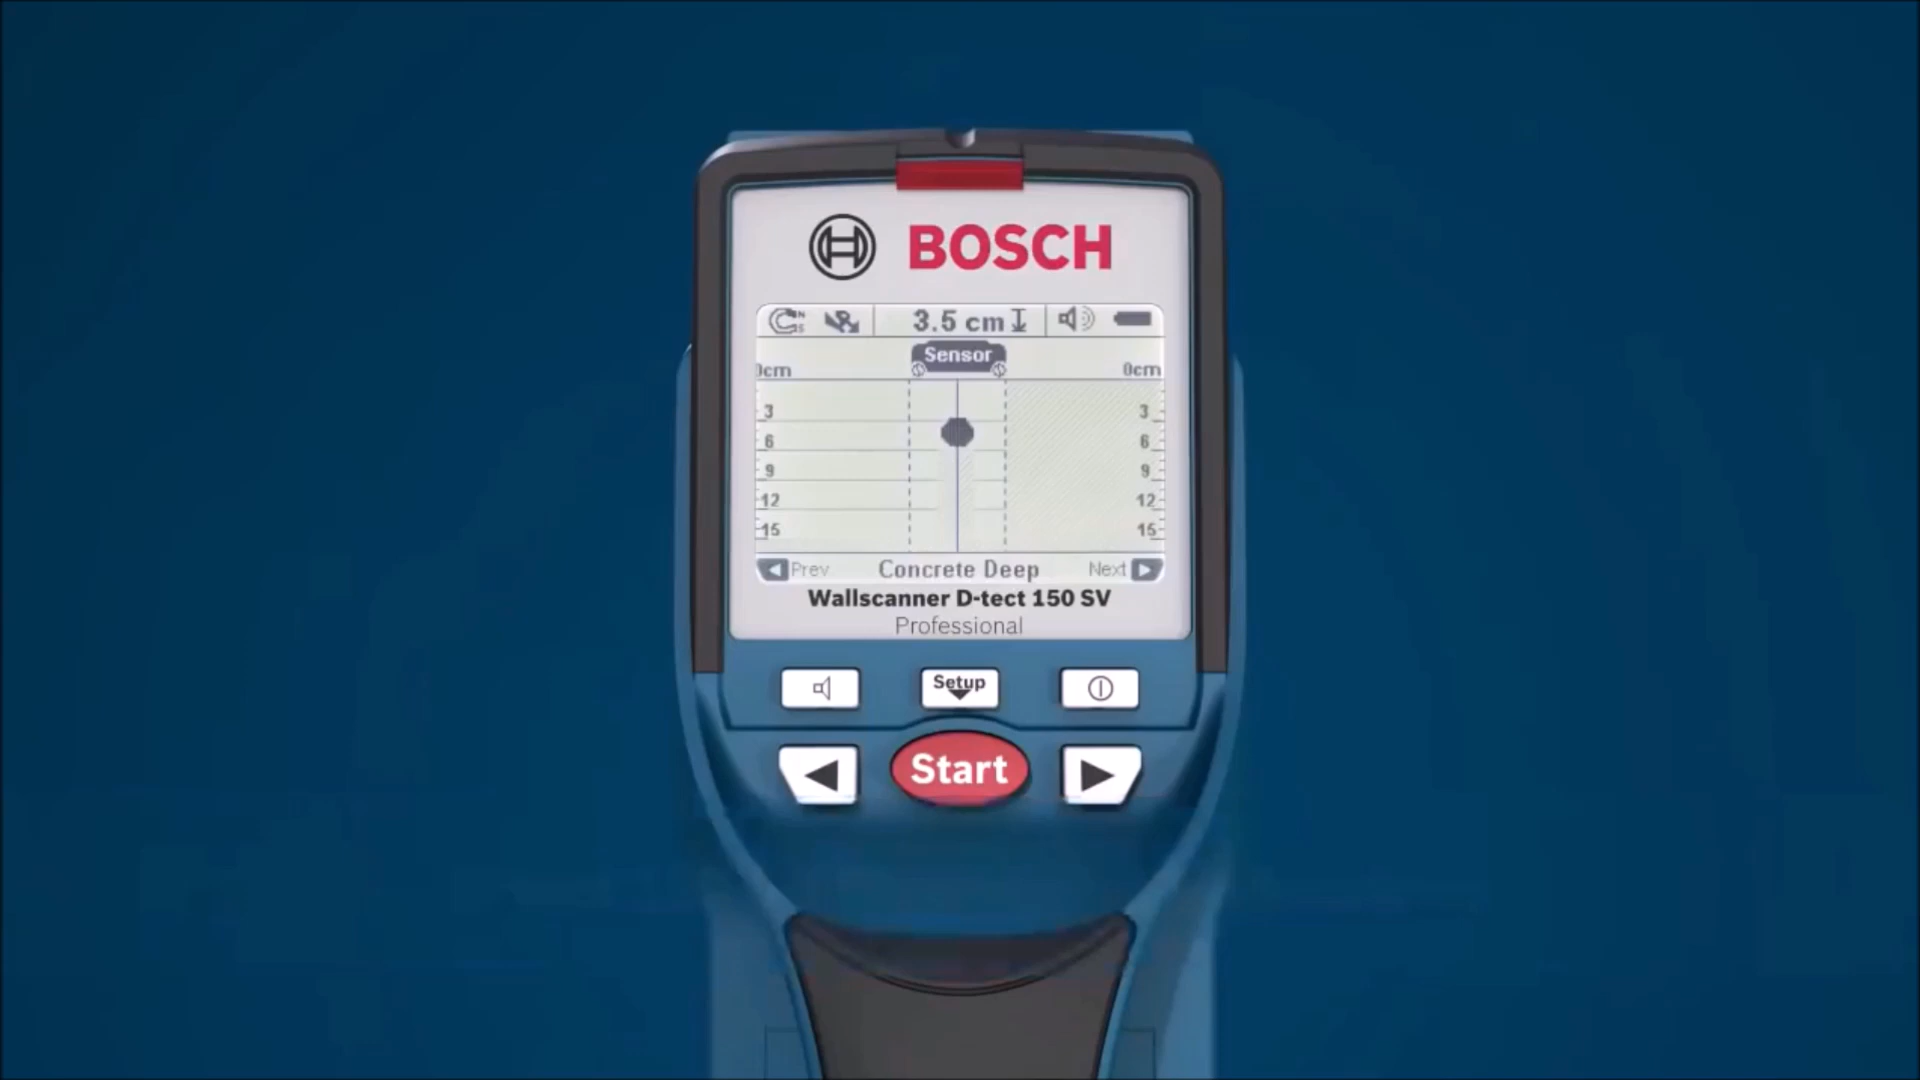 BOSCH
N
S
3.5 cm
Sensor
0cm
0cm
3
3
6
6
9
9
12
12
15
15
Prev
Concrete Deep
Next
Wallscanner D-tect 150 SV
Professional
Setup
Start